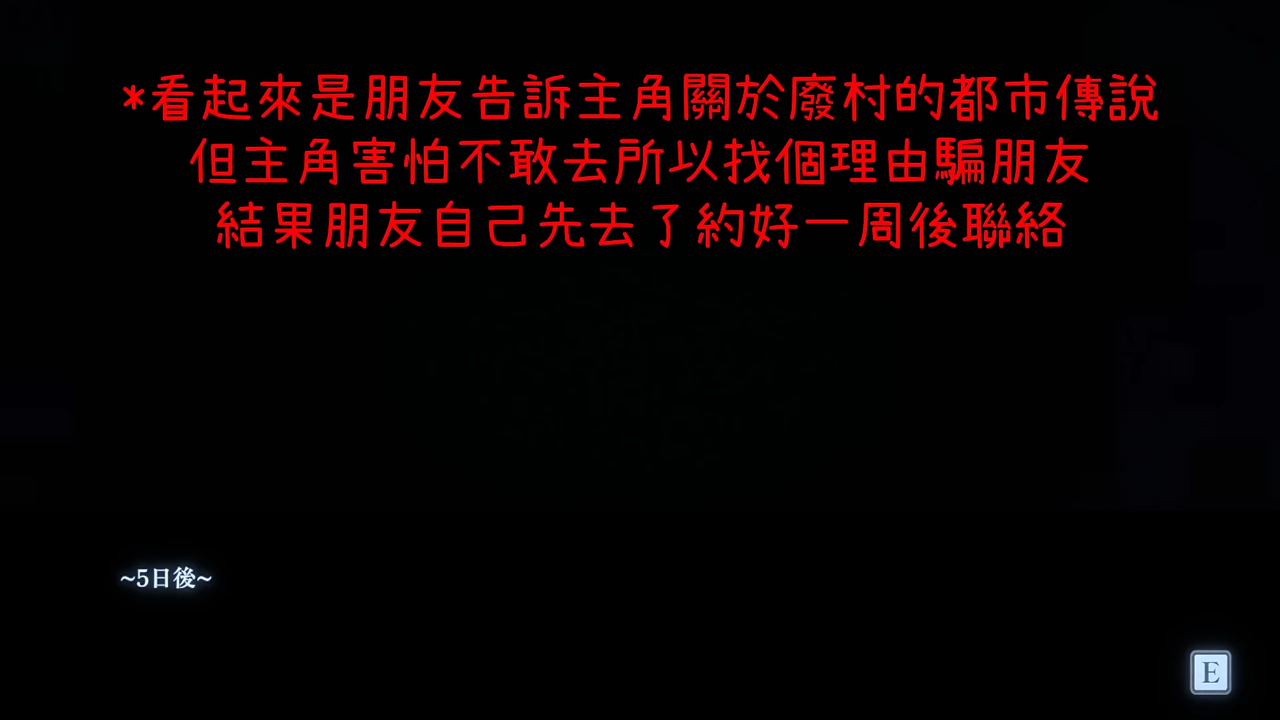 *看起來是朋友告訴主角關於廢村的都市傳說
但主角害怕不敢去所以找個理由騙朋友
結果朋友自己先去了約好一周後聯絡
~5日後~
E